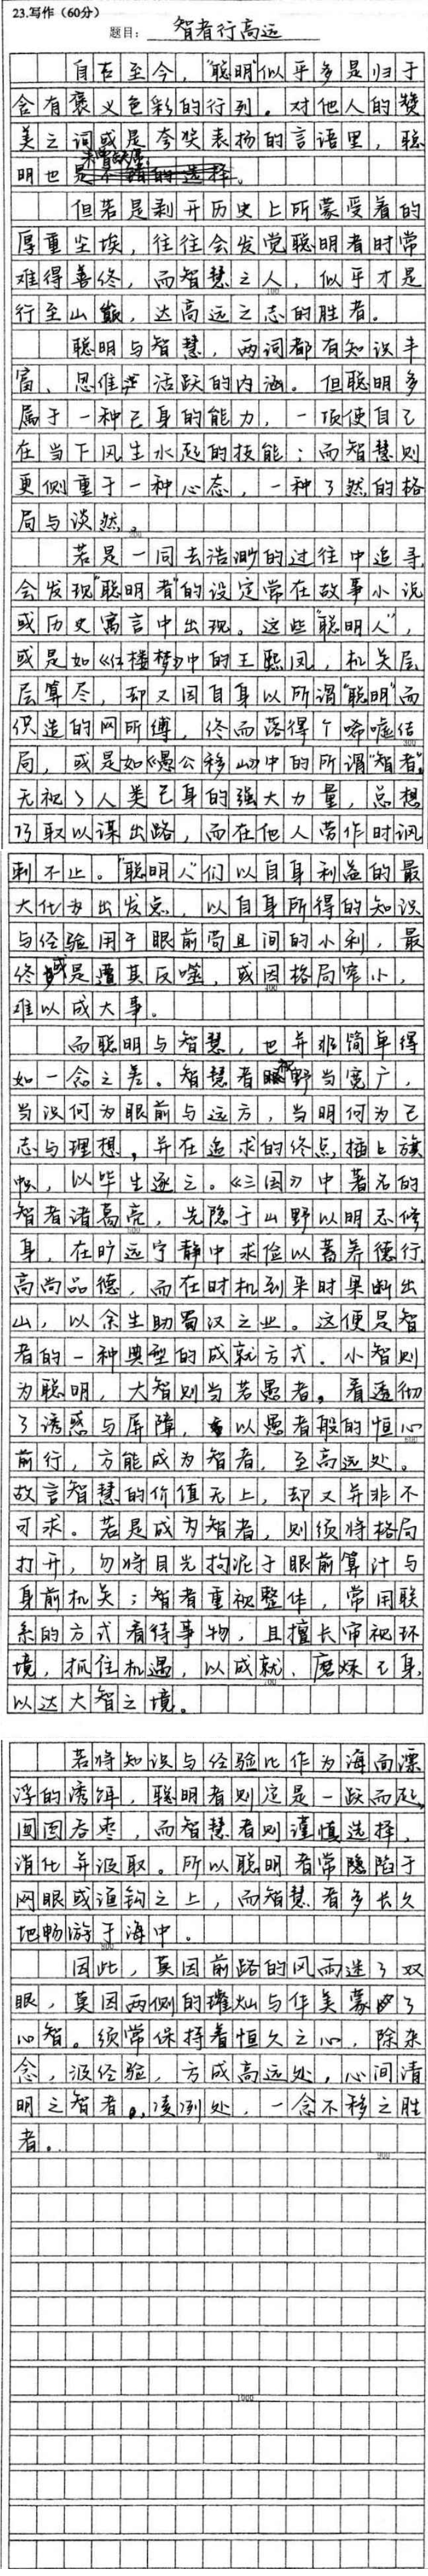 23.写作（60分）
题目：智者行高远
自古至今，“聪明”似乎多是归于
含有褒义色彩的行列。对他人的赞
美之词或是夸奖表扬的言语里，聪
明也未曾缺席。
但若是剥开历史上所蒙受着的
厚重尘埃，往往会发觉聪明者时常
难得善终，而智慧之人，似乎才是
行至山巅，达高远之志的胜者。
聪明与智慧，两词都有知识丰
富、思维活跃的内涵。但聪明多
属于一种己身的能力，一项使自己
在当下风生水起的技能；而智慧则
更侧重于一种心态，一种了然的格
局与淡然。
若是一同去浩渺的过往中追寻，
会发现“聪明者”的设定常在故事小说
或历史寓言中出现。这些“聪明人”，
或是如《红楼梦》中的王熙凤，机关层
层算尽，却又因自身以所谓“聪明”而
织造的网所缚，终而落得个唏嘘结
局，或是如《愚公移山》中的所谓“智者”，
无视了人类己身的强大力量，总想
巧取以谋出路，而在他人劳作时讽
刺不止。“聪明人”们以自身利益的最
大化为出发点，以自身所得的知识
与经验用于眼前局且间的小利，最
终或是遭其反噬，或因格局窄小，
难以成大事。
而聪明与智慧，也并非简单得
如一念之差。智慧者视野当宽广，
当识何为眼前与远方，当明何为己
志与理想，并在追求的终点，插上旗
帜，以毕生逐之。《三国》中著名的
智者诸葛亮，先隐于山野以明志修
身，在旷远宁静中求俭以蓄养德行，
高尚品德，而在时机到来时果断出
山，以余生助蜀汉之业。这便是智
者的一种典型的成就方式。小智则
为聪明，大智则当若愚者。看透彻
了诱惑与屏障，以愚者般的恒心
前行，方能成为智者，至高远处。
故言智慧的价值无上，却又并非不
可求。若是成为智者，则须将格局
打开，勿将目光拘泥于眼前算计与
身前机关；智者重视整体，常用联
系的方式看待事物，且擅长审视环
境，抓住机遇，以成就、磨炼己身，
以达大智之境。
若将知识与经验比作为海面漂
浮的诱饵，聪明者则定是一跃而起，
囫囵吞枣，而智慧者则谨慎选择，
消化并汲取。所以聪明者常隐陷于
网眼或渔钩之上，而智慧者多长久
地畅游于海中。
因此，莫因前路的风雨迷了双
眼，莫因两侧的璀灿与华美蒙了
心智。须常保持着恒久之心，除杂
念，汲经验，方成高远处，心间清
明之智者，凌冽处，一念不移之胜
者。